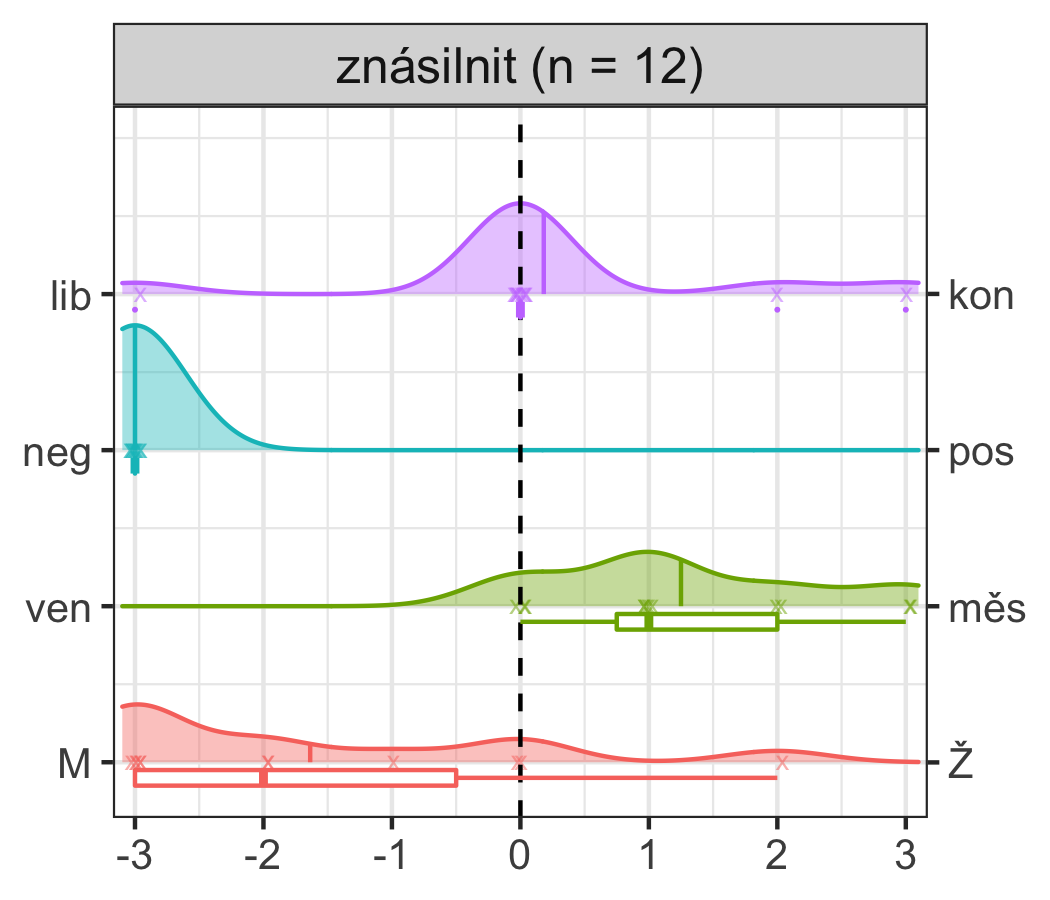 znásilnit (n = 12)
lib kon
neg pos
ven měs
M Ž
-3 -2 -1 0 1 2 3